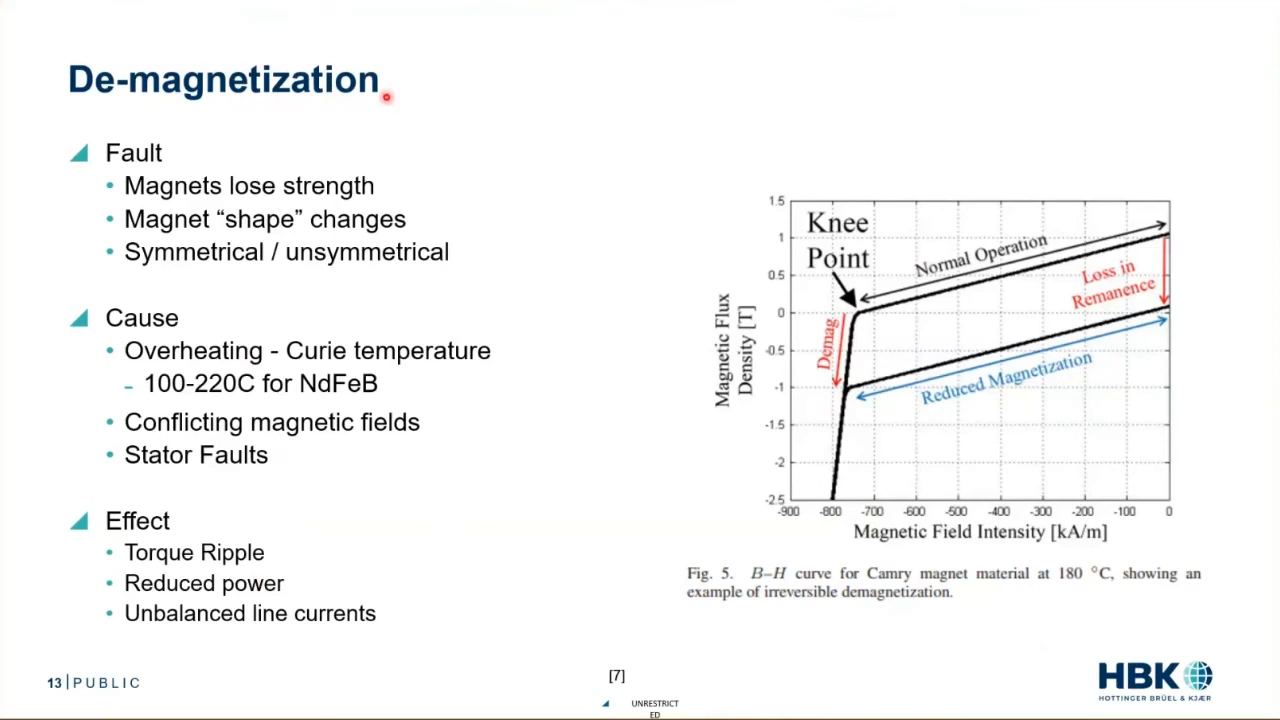 De-magnetization
Fault
• Magnets lose strength
• Magnet “shape” changes
• Symmetrical / unsymmetrical
Cause
• Overheating - Curie temperature
- 100-220C for NdFeB
• Conflicting magnetic fields
• Stator Faults
Effect
• Torque Ripple
• Reduced power
• Unbalanced line currents
Knee
Point
Normal Operation
Loss in
Remanence
Demag
Reduced Magnetization
Magnetic Flux
Density [T]
1.5
1
0.5
0
-0.5
-1
-1.5
-2
-2.5
-900 -800 -700 -600 -500 -400 -300 -200 -100 0
Magnetic Field Intensity [kA/m]
Fig. 5. B–H curve for Camry magnet material at 180 °C, showing an
example of irreversible demagnetization.
13 | PUBLIC
[7]
UNRESTRICT
ED
HBK
HOTTINGER BRÜEL & KJÆR